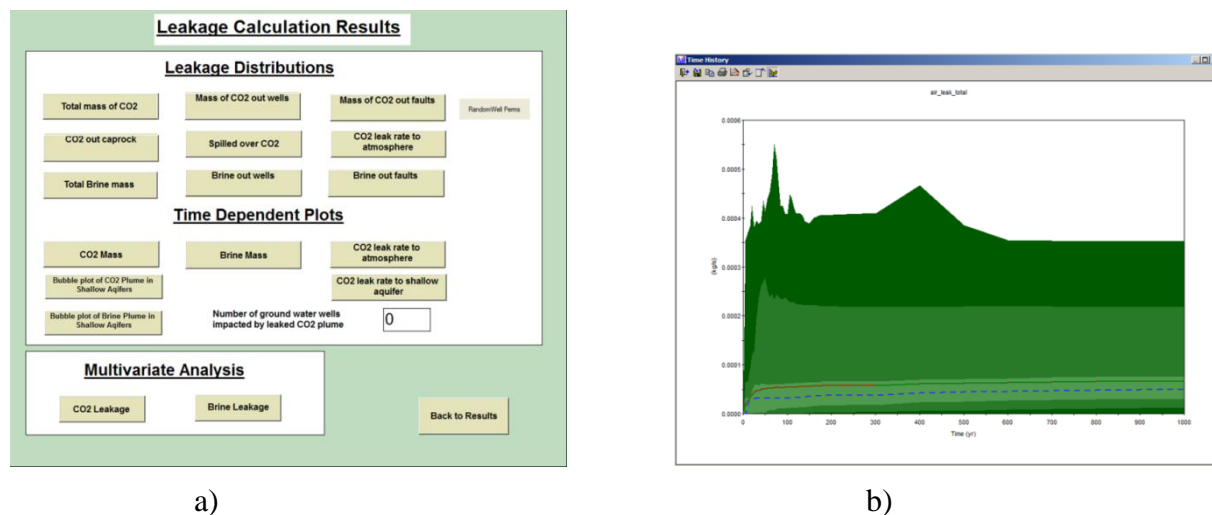 Leakage Calculation Results
Leakage Distributions
Total mass of CO2
Mass of CO2 out wells
Mass of CO2 out faults
RandomWell Perms
CO2 out caprock
Spilled over CO2
CO2 leak rate to
atmosphere
Total Brine mass
Brine out wells
Brine out faults
Time Dependent Plots
CO2 Mass
Brine Mass
CO2 leak rate to
atmosphere
Bubble plot of CO2 Plume in
Shallow Aqifers
CO2 leak rate to shallow
aquifer
Bubble plot of Brine Plume in
Shallow Aqifers
Number of ground water wells
impacted by leaked CO2 plume
0
Multivariate Analysis
CO2 Leakage
Brine Leakage
Back to Results
a)
Time History
air_leak_total
0.0006
0.0005
0.0004
0.0003
0.0002
0.0001
0.0000
(kg/s)
0 100 200 300 400 500 600 700 800 900 1000
Time (yr)
b)